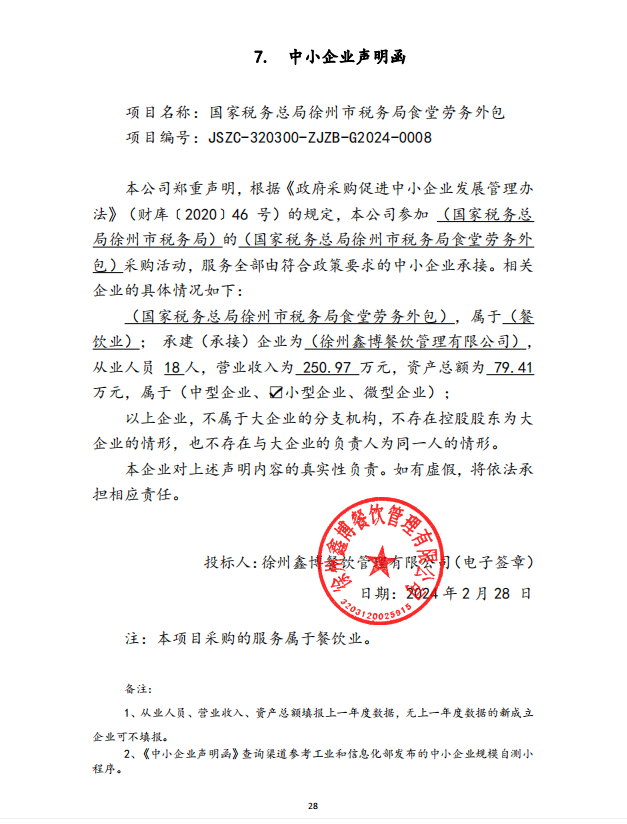 7. 中小企业声明函
项目名称：国家税务总局徐州市税务局食堂劳务外包
项目编号：JSZC-320300-ZJZB-G2024-0008
本公司郑重声明，根据《政府采购促进中小企业发展管理办
法》（财库〔2020〕46 号）的规定，本公司参加 （国家税务总
局徐州市税务局）的（国家税务总局徐州市税务局食堂劳务外
包）采购活动，服务全部由符合政策要求的中小企业承接。相关
企业的具体情况如下：
（国家税务总局徐州市税务局食堂劳务外包），属于（餐
饮业）； 承建（承接）企业为（徐州鑫博餐饮管理有限公司），
从业人员 18人，营业收入为 250.97 万元，资产总额为 79.41
万元，属于（中型企业、☑小型企业、微型企业）；
以上企业，不属于大企业的分支机构，不存在控股股东为大
企业的情形，也不存在与大企业的负责人为同一人的情形。
本企业对上述声明内容的真实性负责。如有虚假，将依法承
担相应责任。
徐州鑫博餐饮管理有限公司
投标人：徐州鑫博餐饮管理有限公司（电子签章）
日期：2024 年 2 月 28 日
3203120025915
注：本项目采购的服务属于餐饮业。
备注：
1、从业人员、营业收入、资产总额填报上一年度数据，无上一年度数据的新成立
企业可不填报。
2、《中小企业声明函》查询渠道参考工业和信息化部发布的中小企业规模自测小
程序。
28